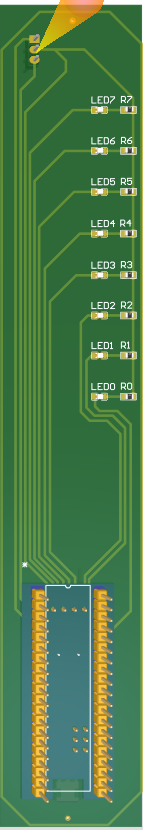 LED7 R7
LED6 R6
LED5 R5
LED4 R4
LED3 R3
LED2 R2
LED1 R1
LED0 R0